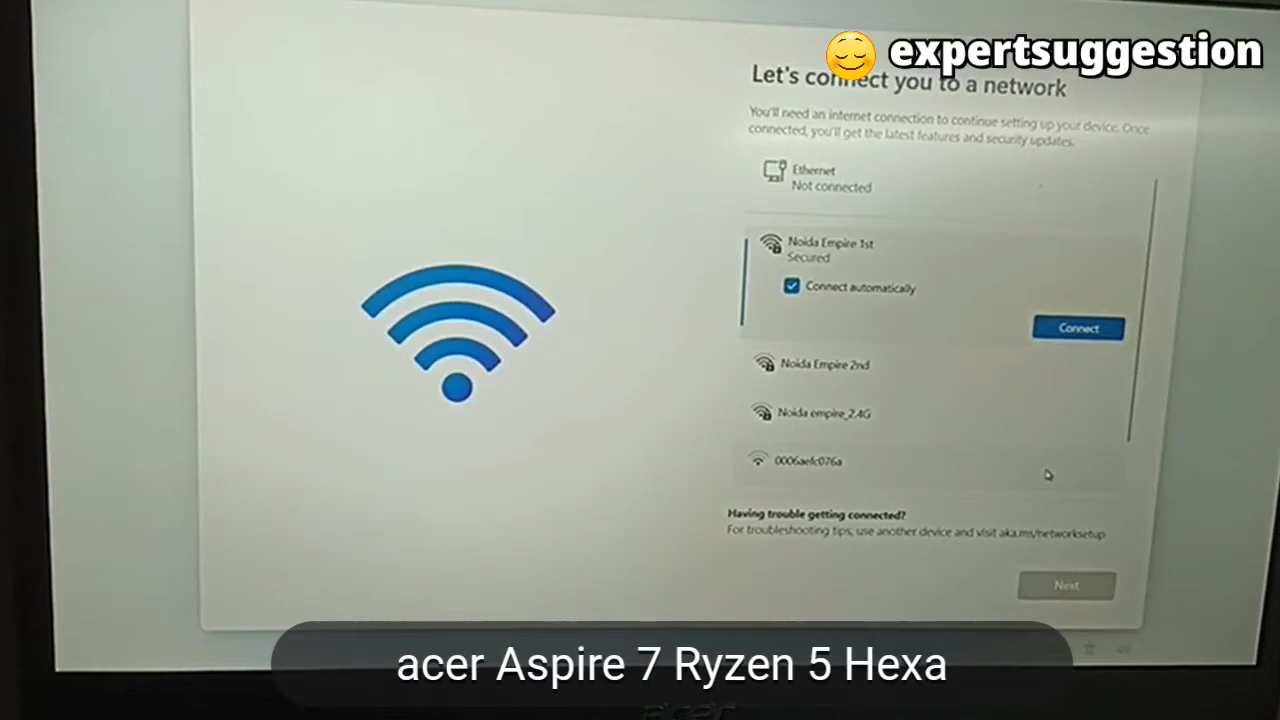 expertsuggestion
Let's connect you to a network
You'll need an internet connection to continue setting up your device. Once
connected, you'll get the latest features and security updates.
Ethernet
Not connected
Noida Empire 1st
Secured
Connect automatically
Connect
Noida Empire 2nd
Noida empire_2.4G
0006aefc076a
Having trouble getting connected?
For troubleshooting tips, use another device and visit aka.ms/networksetup
Next
acer Aspire 7 Ryzen 5 Hexa
acer